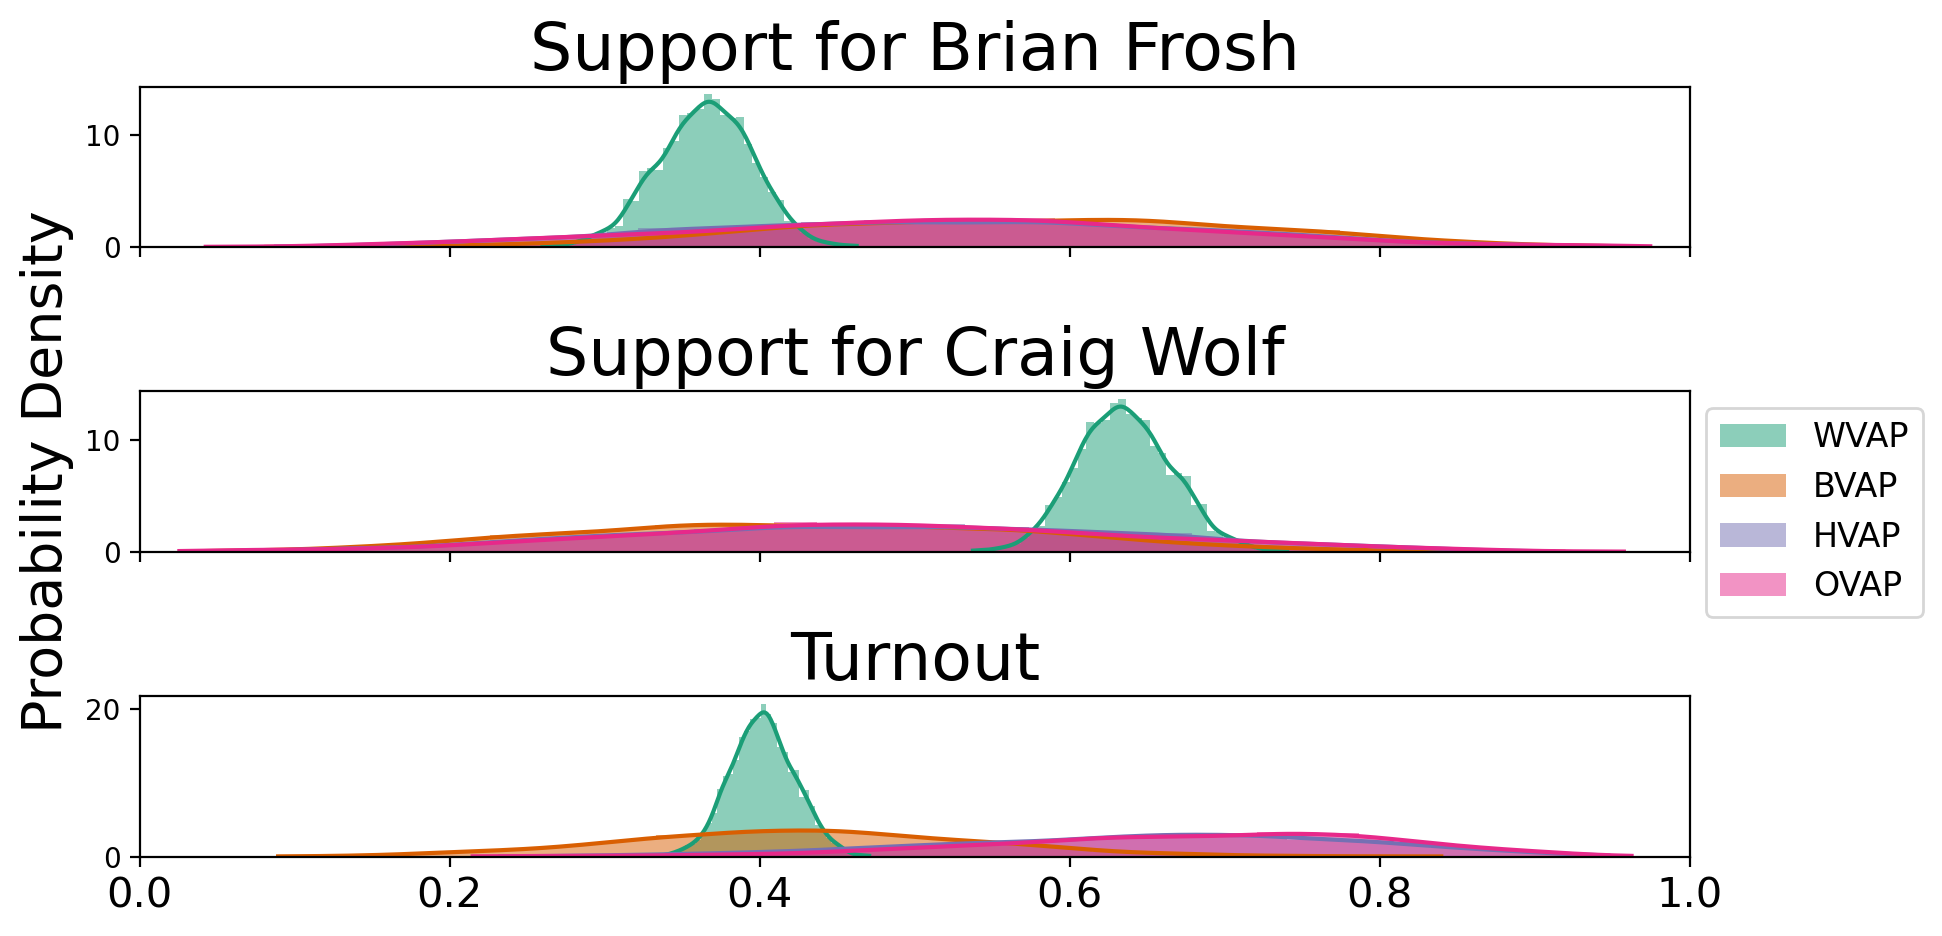 Support for Brian Frosh
10
0
Support for Craig Wolf
10
0
Turnout
20
0
0.0 0.2 0.4 0.6 0.8 1.0
Probability Density
WVAP
BVAP
HVAP
OVAP